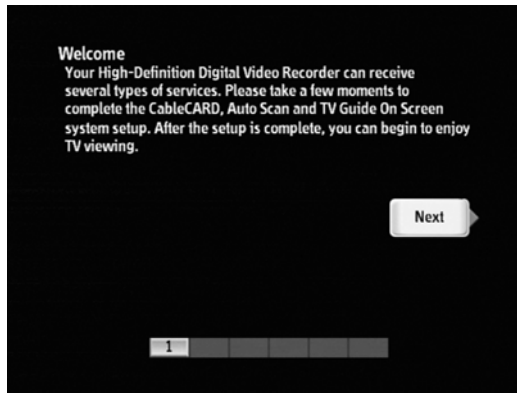 Welcome
Your High-Definition Digital Video Recorder can receive
several types of services. Please take a few moments to
complete the CableCARD, Auto Scan and TV Guide On Screen
system setup. After the setup is complete, you can begin to enjoy
TV viewing.
Next
1